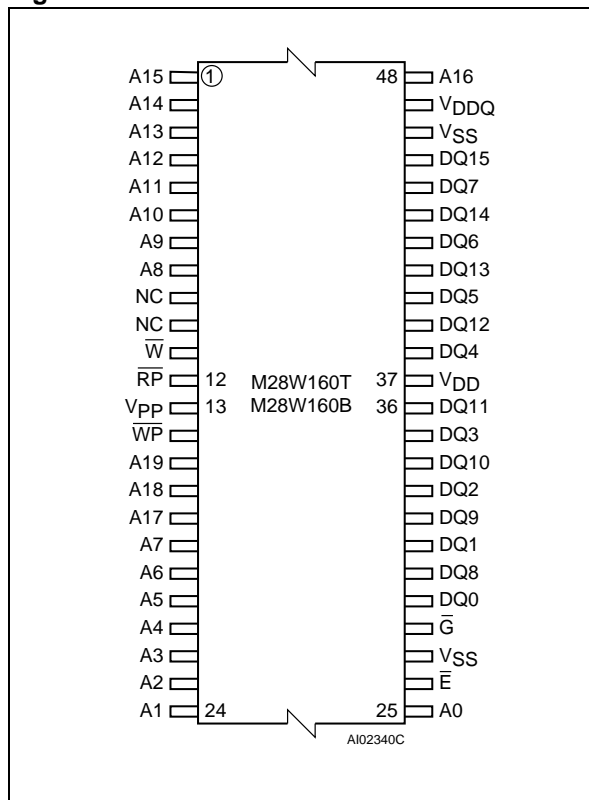 A15 1 48 A16
A14 VDDQ
A13 VSS
A12 DQ15
A11 DQ7
A10 DQ14
A9 DQ6
A8 DQ13
NC DQ5
NC DQ12
W̅ DQ4
R̅P̅ 12 M28W160T 37 VDD
VPP 13 M28W160B 36 DQ11
W̅P̅ DQ3
A19 DQ10
A18 DQ2
A17 DQ9
A7 DQ1
A6 DQ8
A5 DQ0
A4 G̅
A3 VSS
A2 E̅
A1 24 25 A0
AI02340C